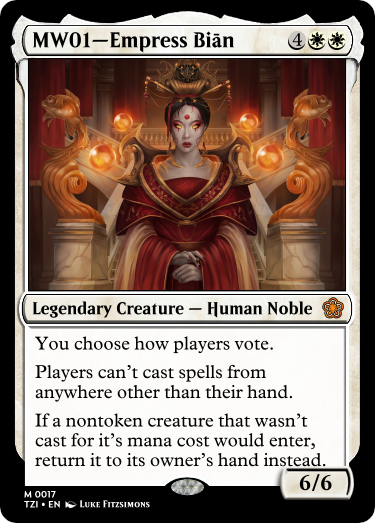 MW01—Empress Biān 4
Legendary Creature — Human Noble
You choose how players vote.
Players can't cast spells from
anywhere other than their hand.
If a nontoken creature that wasn't
cast for it's mana cost would enter,
return it to its owner's hand instead.
6/6
M 0017
TZI • EN Luke Fitzsimons